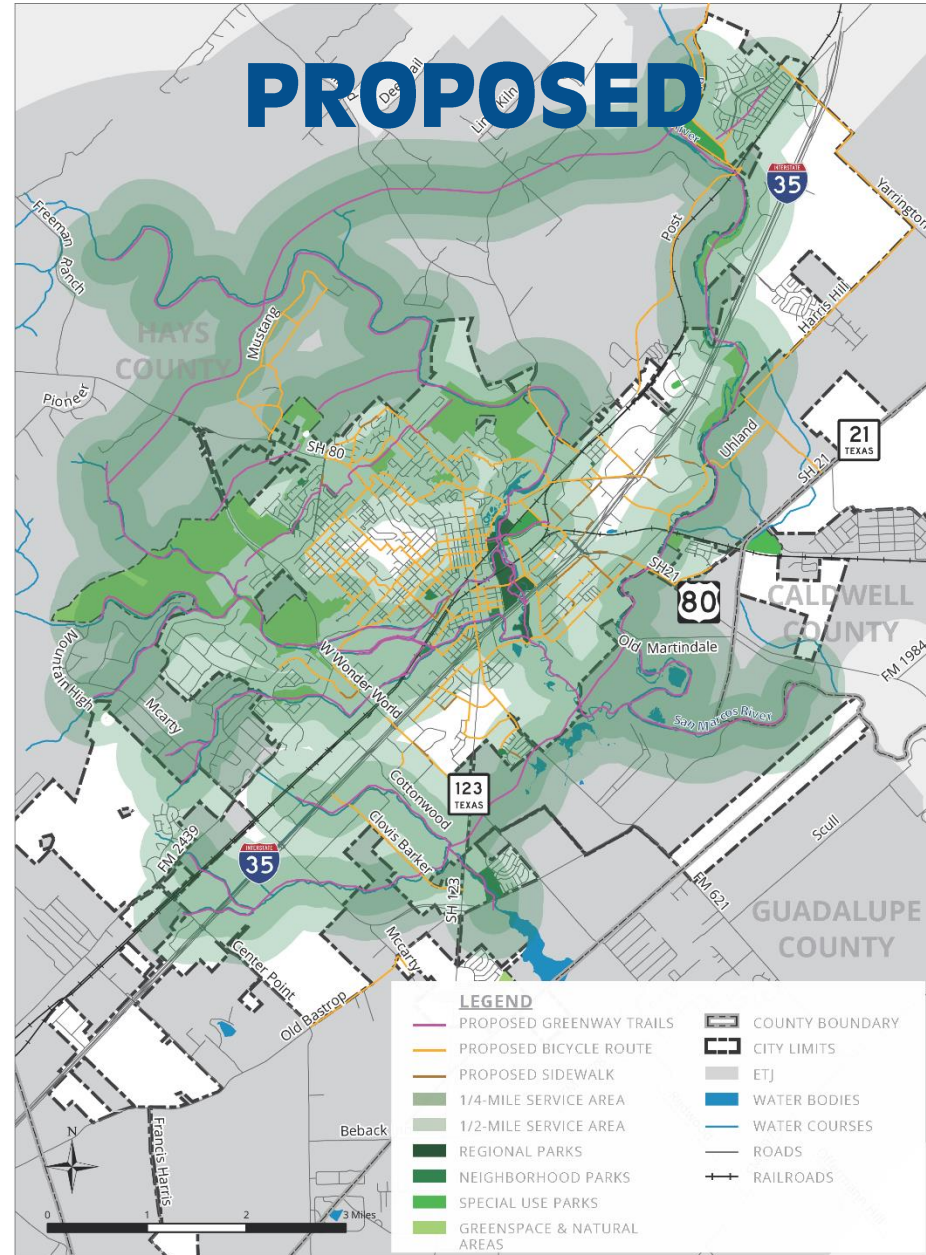 PROPOSED
River
INTERSTATE
35
Yarrington
Post
Freeman
Ranch
HAYS
COUNTY
Mustang
Harris Hill
Pioneer
SH 80
Uhland
21
TEXAS
SH 21
SH21
80
CALDWELL
COUNTY
Old Martindale
FM 1984
Mountain High
W Wonder World
Mcarty
San Marcos River
123
TEXAS
Cottonwood
Clovis Barker
FM 2439
INTERSTATE
35
Scull
FM 621
SH 123
GUADALUPE
COUNTY
Center Point
Mccarty
Old Bastrop
Francis Harris
Beback
N
0 1 2 3 Miles
LEGEND
PROPOSED GREENWAY TRAILS
PROPOSED BICYCLE ROUTE
PROPOSED SIDEWALK
1/4-MILE SERVICE AREA
1/2-MILE SERVICE AREA
REGIONAL PARKS
NEIGHBORHOOD PARKS
SPECIAL USE PARKS
GREENSPACE & NATURAL
AREAS
COUNTY BOUNDARY
CITY LIMITS
ETJ
WATER BODIES
WATER COURSES
ROADS
RAILROADS